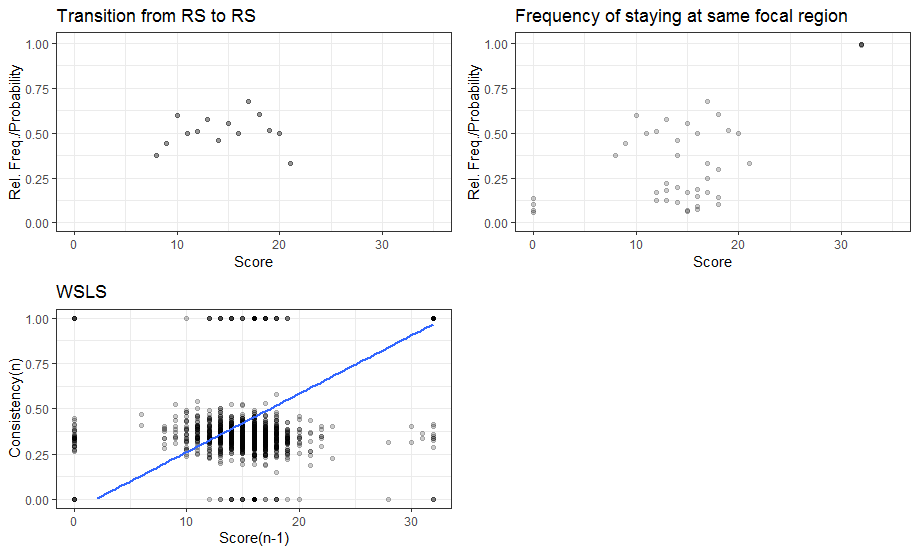 Transition from RS to RS
Rel. Freq./Probability
1.00
0.75
0.50
0.25
0.00
0 10 20 30
Score
Frequency of staying at same focal region
Rel. Freq./Probability
1.00
0.75
0.50
0.25
0.00
0 10 20 30
Score
WSLS
Consistency(n)
1.00
0.75
0.50
0.25
0.00
0 10 20 30
Score(n-1)